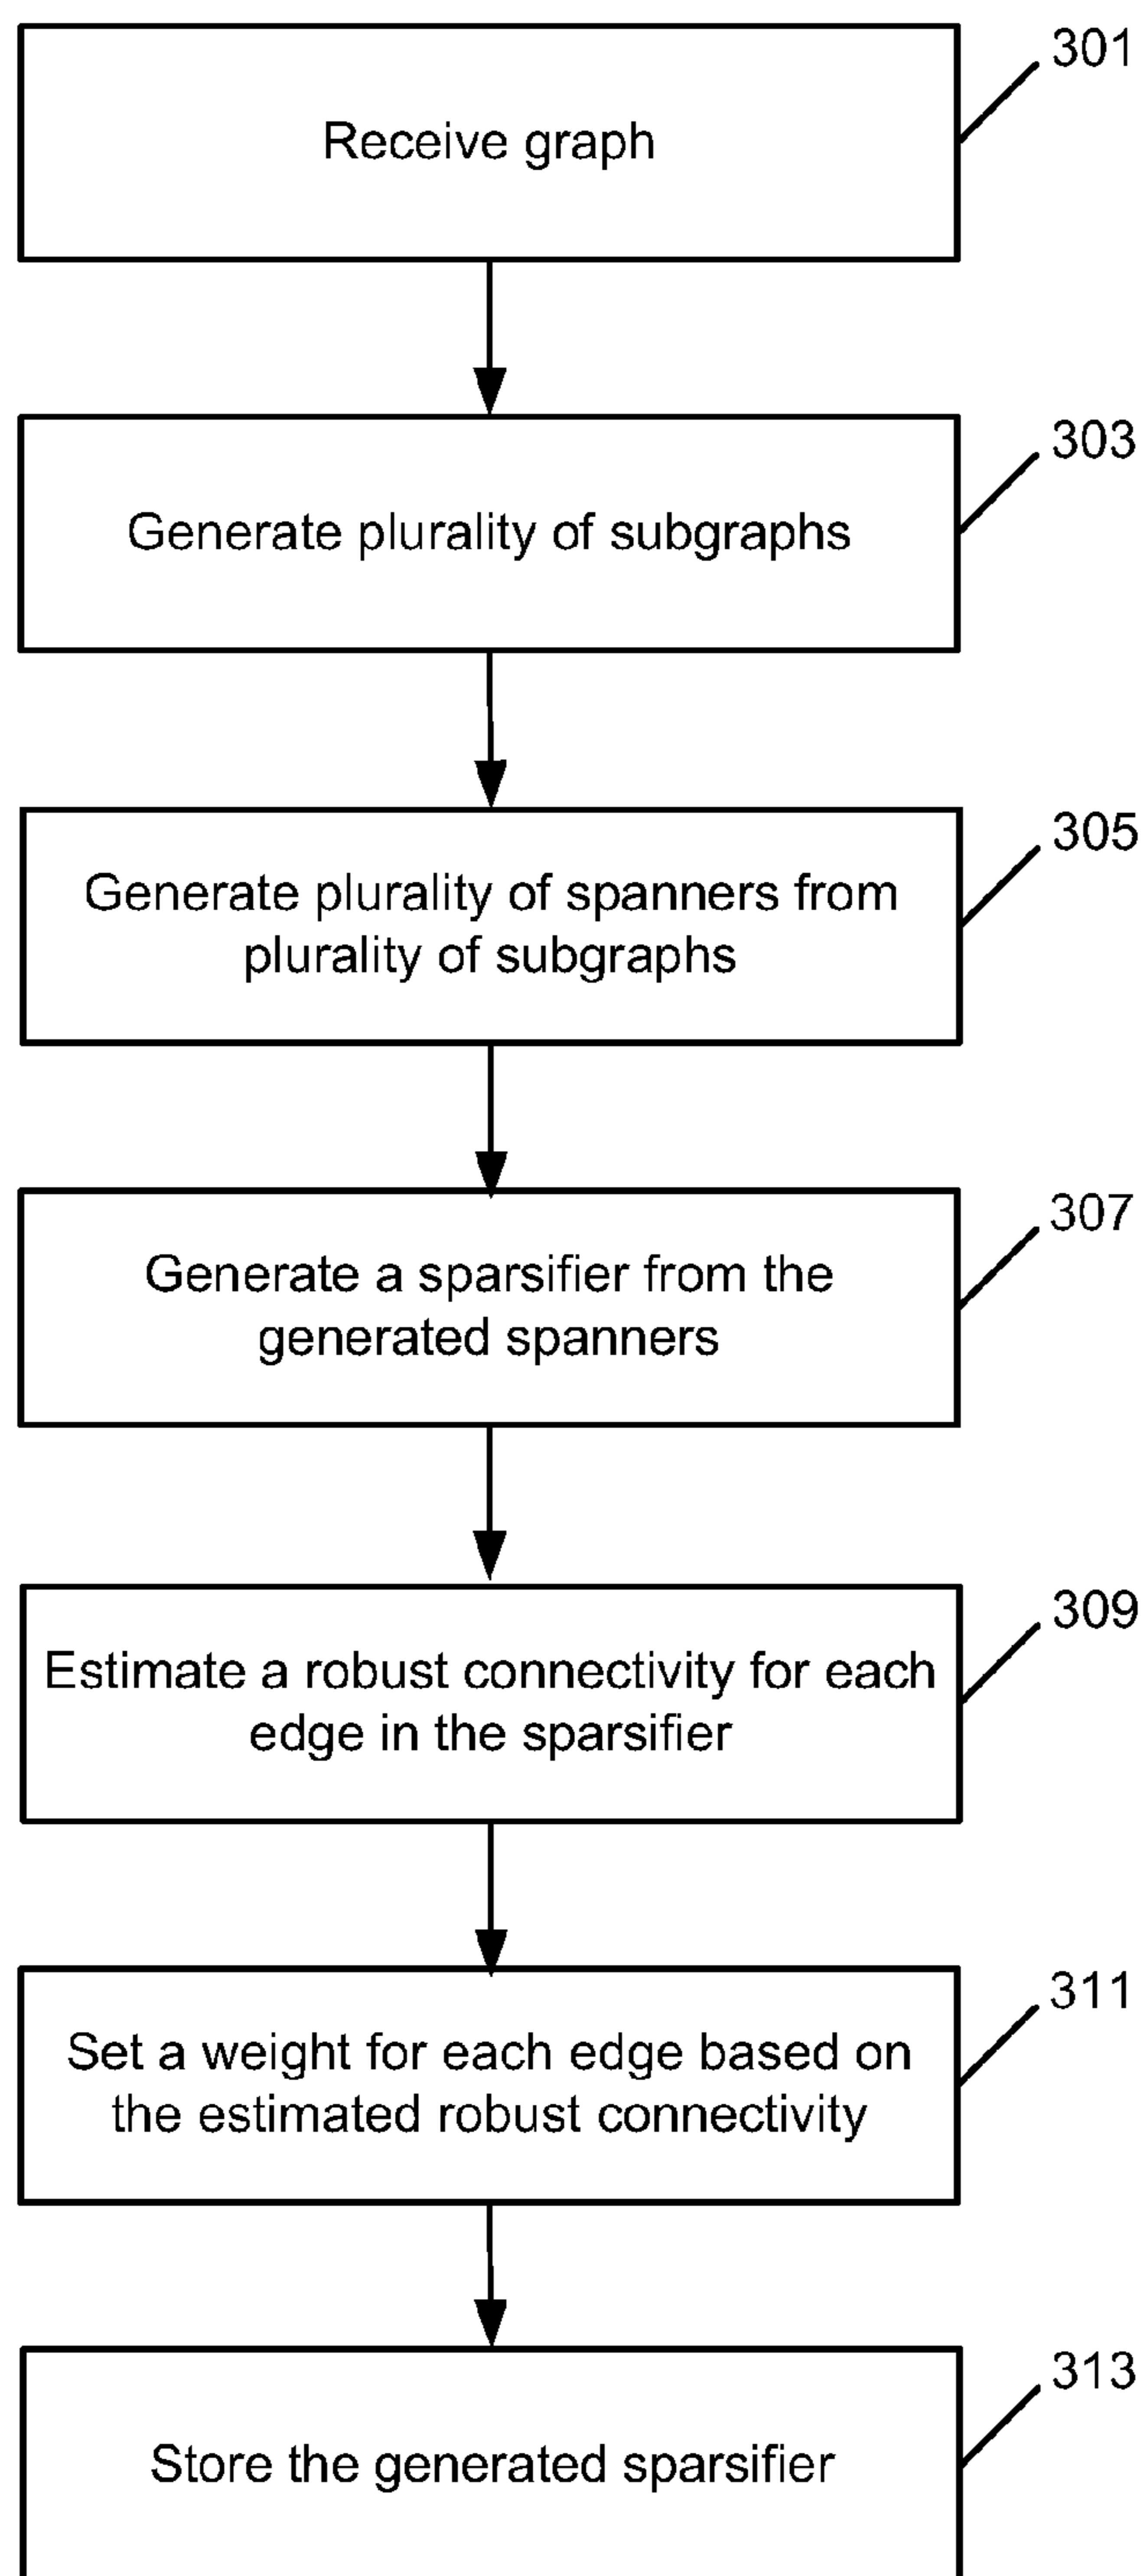 301
Receive graph
303
Generate plurality of subgraphs
305
Generate plurality of spanners from
plurality of subgraphs
307
Generate a sparsifier from the
generated spanners
309
Estimate a robust connectivity for each
edge in the sparsifier
311
Set a weight for each edge based on
the estimated robust connectivity
313
Store the generated sparsifier